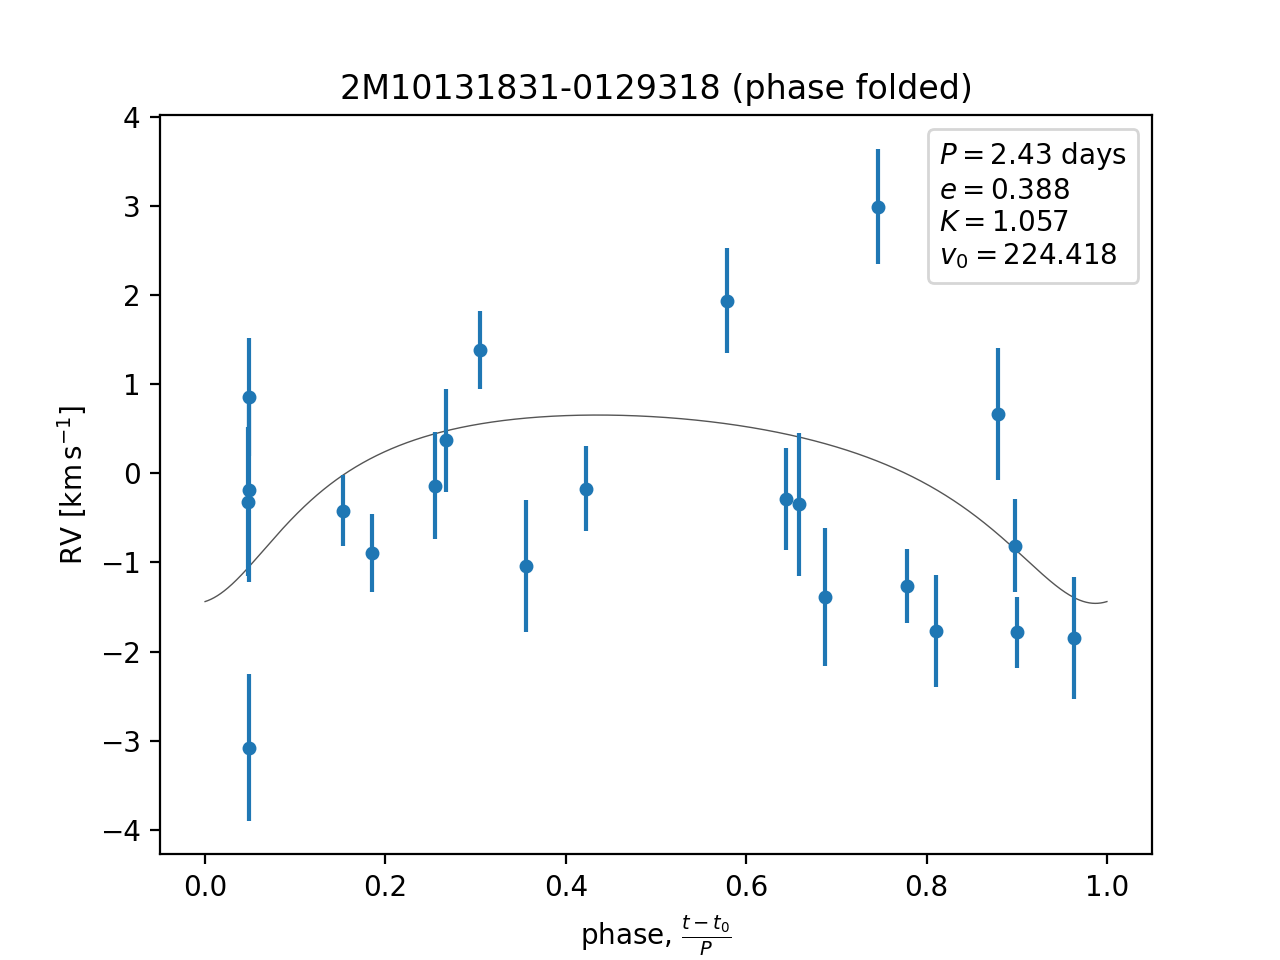 2M10131831-0129318 (phase folded)
P = 2.43 days
e = 0.388
K = 1.057
v₀ = 224.418
4
3
2
1
0
−1
−2
−3
−4
RV [km s⁻¹]
0.0 0.2 0.4 0.6 0.8 1.0
phase, (t − t₀)/P